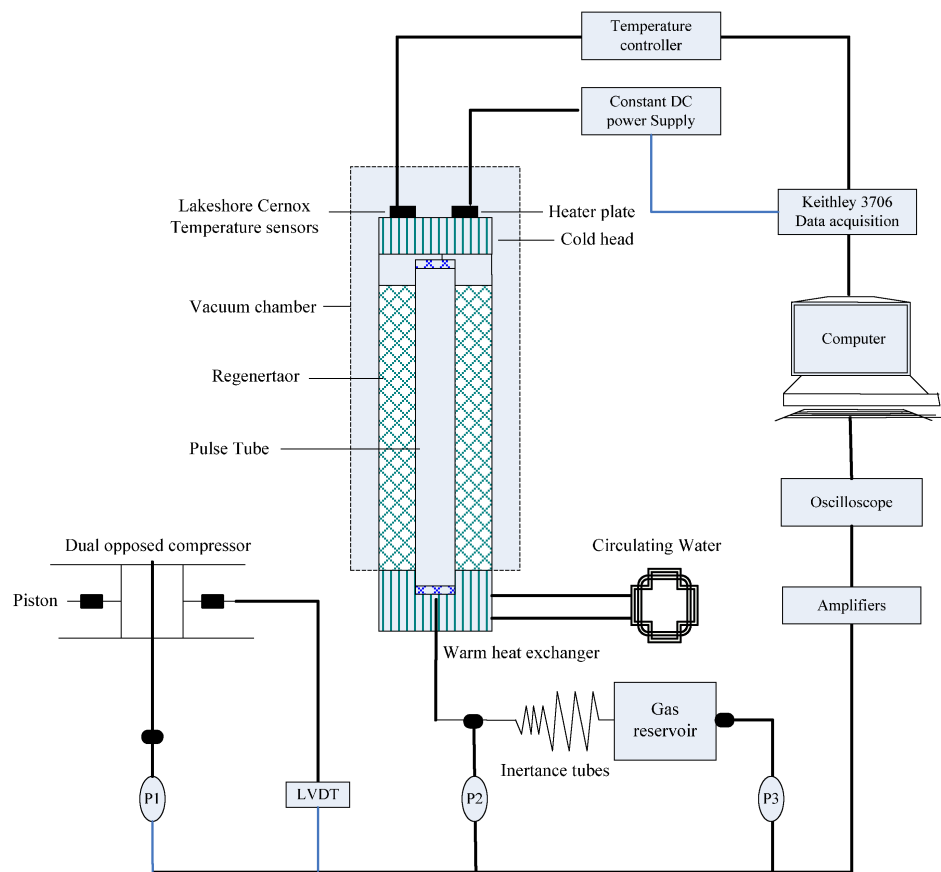 Temperature
controller
Constant DC
power Supply
Lakeshore Cernox
Temperature sensors
Heater plate
Cold head
Keithley 3706
Data acquisition
Vacuum chamber
Computer
Regenertaor
Pulse Tube
Oscilloscope
Dual opposed compressor
Circulating Water
Piston
Amplifiers
Warm heat exchanger
Gas
reservoir
Inertance tubes
P1
LVDT
P2
P3